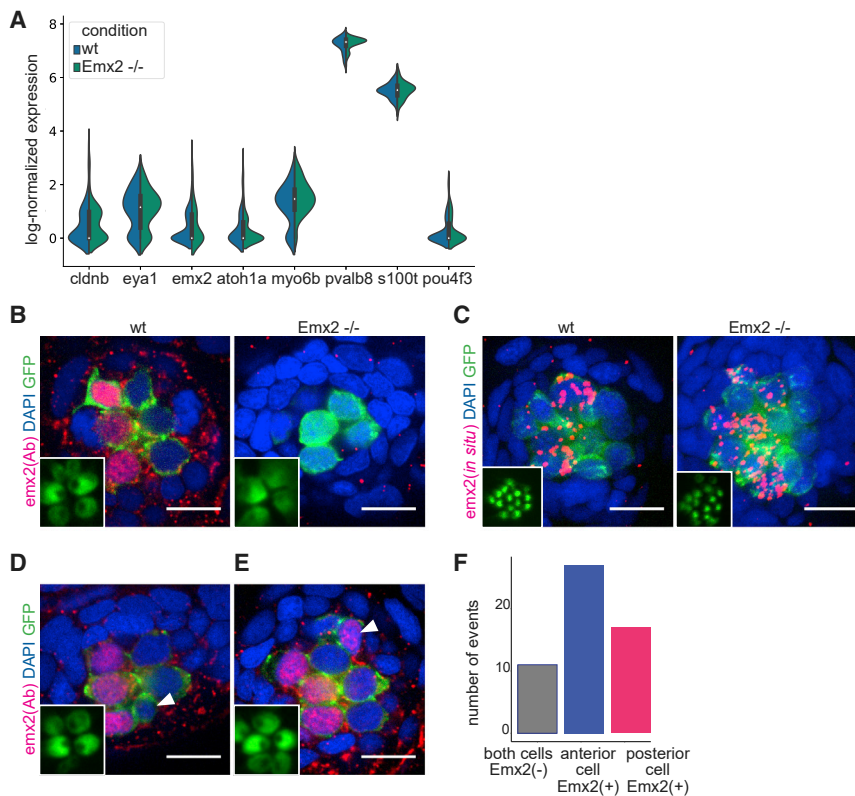 A
log-normalized expression
8
6
4
2
0
condition
wt
Emx2 -/-
cldnb eya1 emx2 atoh1a myo6b pvalb8 s100t pou4f3
B
wt
Emx2 -/-
emx2(Ab) DAPI GFP
C
wt
Emx2 -/-
emx2(in situ) DAPI GFP
D
emx2(Ab) DAPI GFP
E
F
number of events
20
10
0
both cells
Emx2(-)
anterior
cell
Emx2(+)
posterior
cell
Emx2(+)